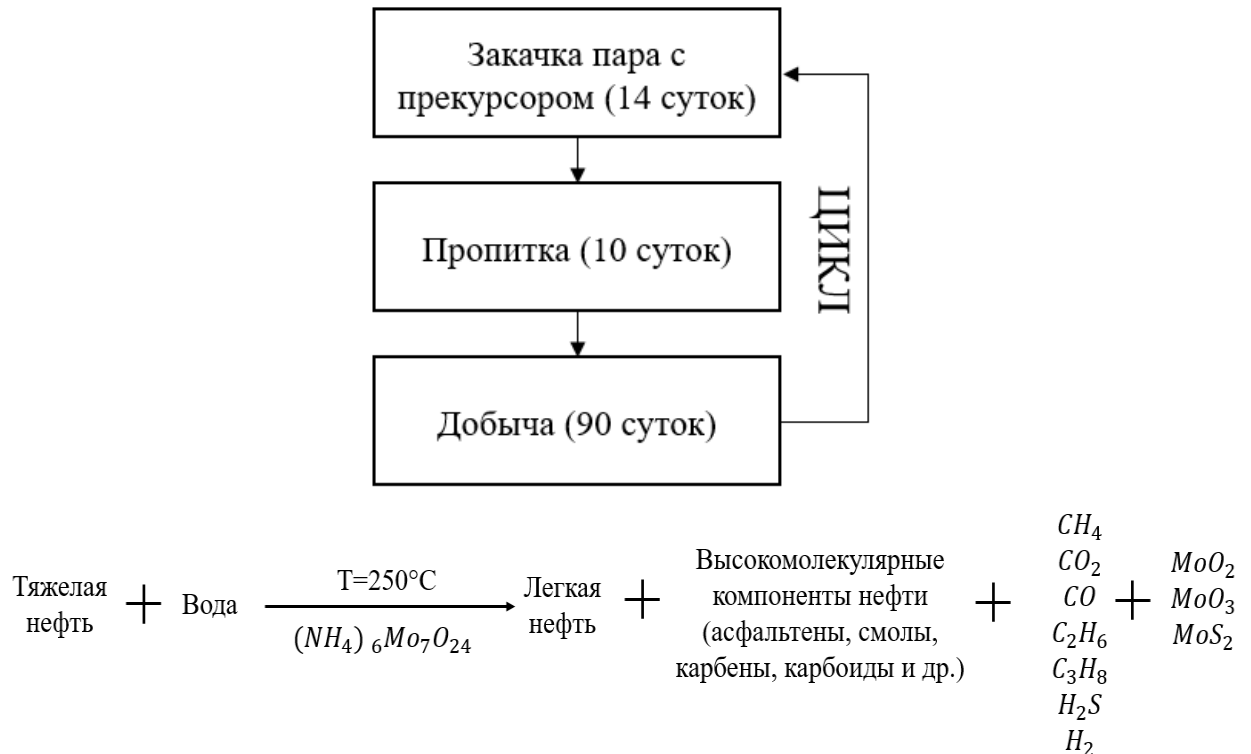 Закачка пара с
прекурсором (14 суток)
Пропитка (10 суток)
Добыча (90 суток)
ЦИКЛ
Тяжелая
нефть
+
Вода
T=250°C
(NH₄) ₆Mo₇O₂₄
Легкая
нефть
+
Высокомолекулярные
компоненты нефти
(асфальтены, смолы,
карбены, карбоиды и др.)
+
CH₄
CO₂
CO
C₂H₆
C₃H₈
H₂S
H₂
+
MoO₂
MoO₃
MoS₂